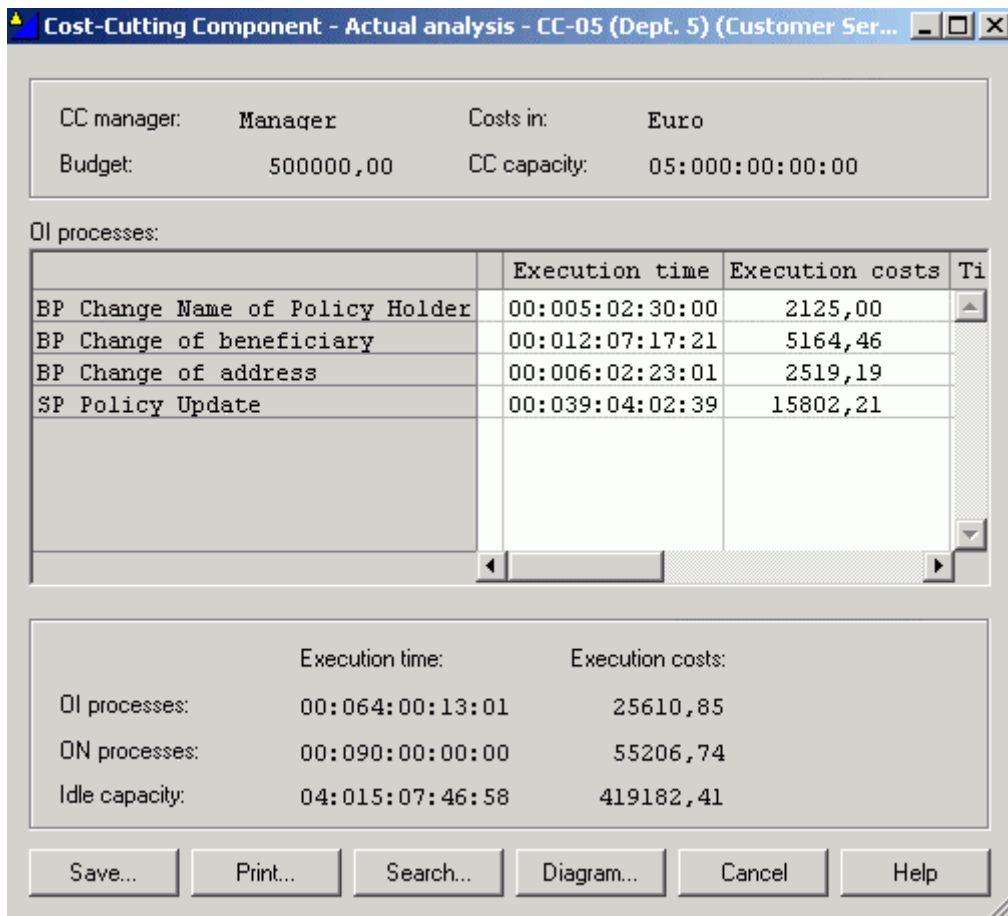 Cost-Cutting Component - Actual analysis - CC-05 (Dept. 5) (Customer Ser...
CC manager: Manager Costs in: Euro
Budget: 500000,00 CC capacity: 05:000:00:00:00
OI processes:
Execution time Execution costs Ti
BP Change Name of Policy Holder 00:005:02:30:00 2125,00
BP Change of beneficiary 00:012:07:17:21 5164,46
BP Change of address 00:006:02:23:01 2519,19
SP Policy Update 00:039:04:02:39 15802,21
Execution time: Execution costs:
OI processes: 00:064:00:13:01 25610,85
ON processes: 00:090:00:00:00 55206,74
Idle capacity: 04:015:07:46:58 419182,41
Save... Print... Search... Diagram... Cancel Help